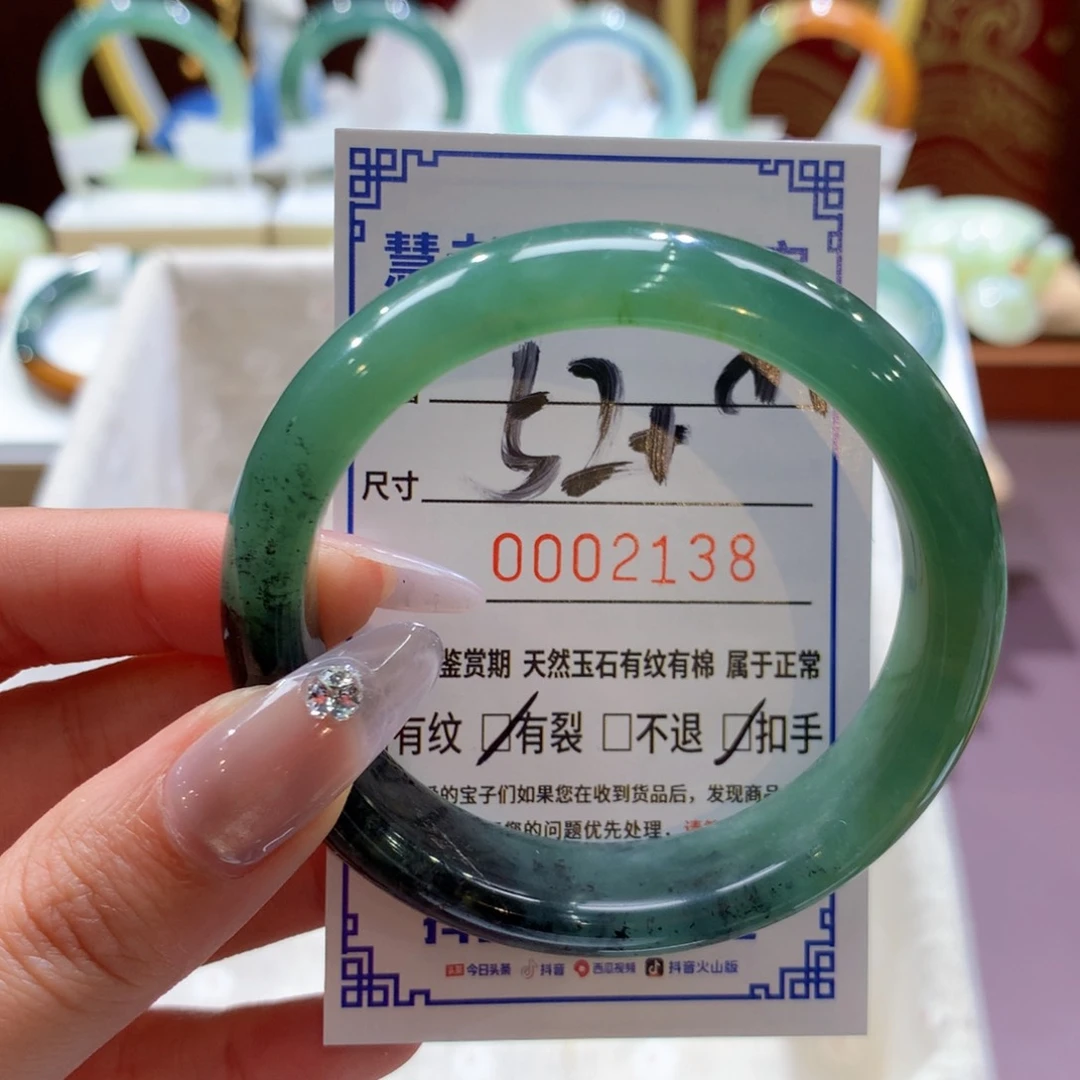 慧
52+
尺寸
0002138
鉴赏期 天然玉石有纹有棉 属于正常
有纹 □有裂 □不退 □扣手
的宝子们如果您在收到货品后，发现商品
您的问题优先处理，请
头条 今日头条 抖音 西瓜视频 抖音火山版